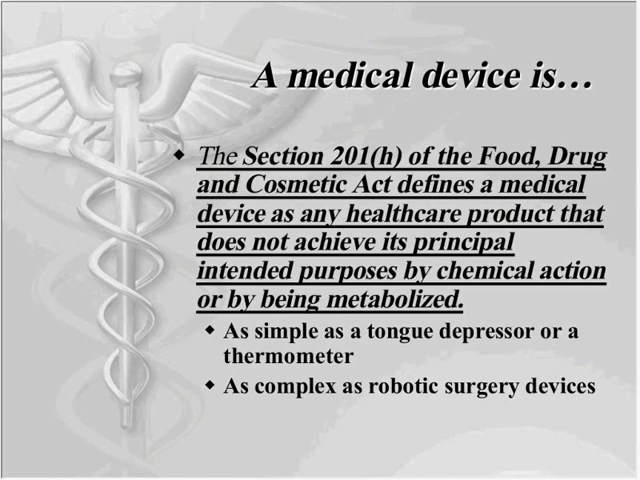 A medical device is…
The Section 201(h) of the Food, Drug
and Cosmetic Act defines a medical
device as any healthcare product that
does not achieve its principal
intended purposes by chemical action
or by being metabolized.
As simple as a tongue depressor or a
thermometer
As complex as robotic surgery devices